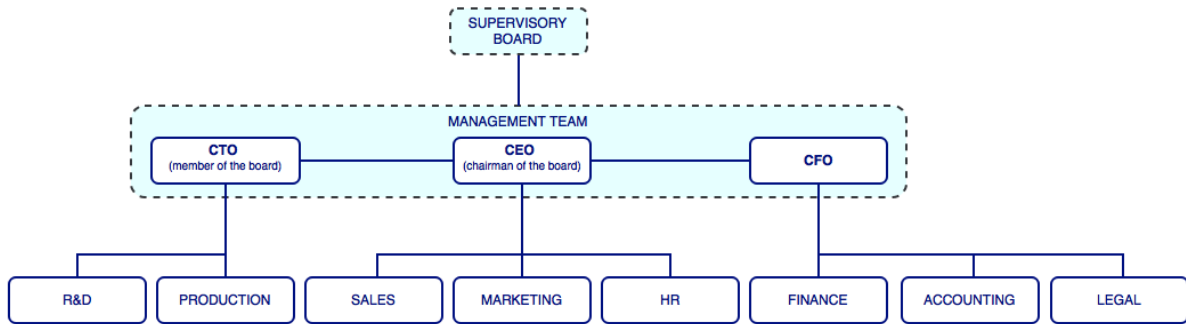 SUPERVISORY
BOARD
MANAGEMENT TEAM
CTO
(member of the board)
CEO
(chairman of the board)
CFO
R&D
PRODUCTION
SALES
MARKETING
HR
FINANCE
ACCOUNTING
LEGAL